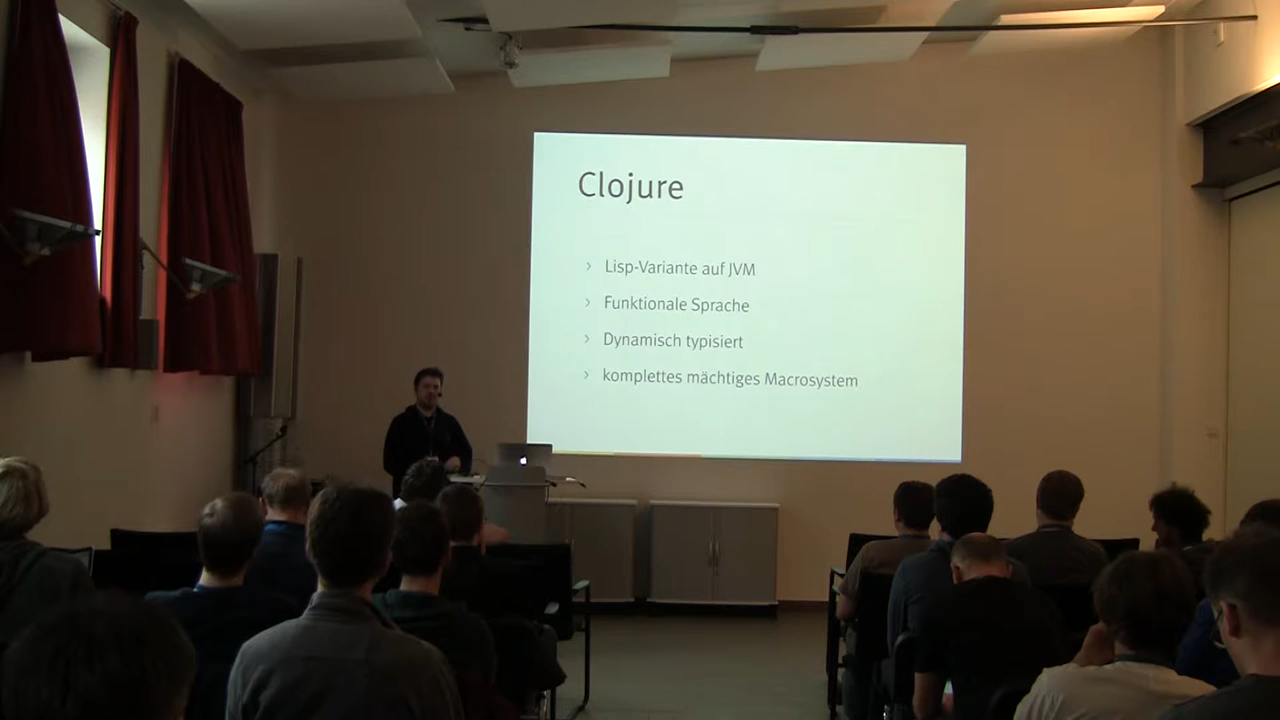 Clojure
› Lisp-Variante auf JVM
› Funktionale Sprache
› Dynamisch typisiert
› komplettes mächtiges Macrosystem